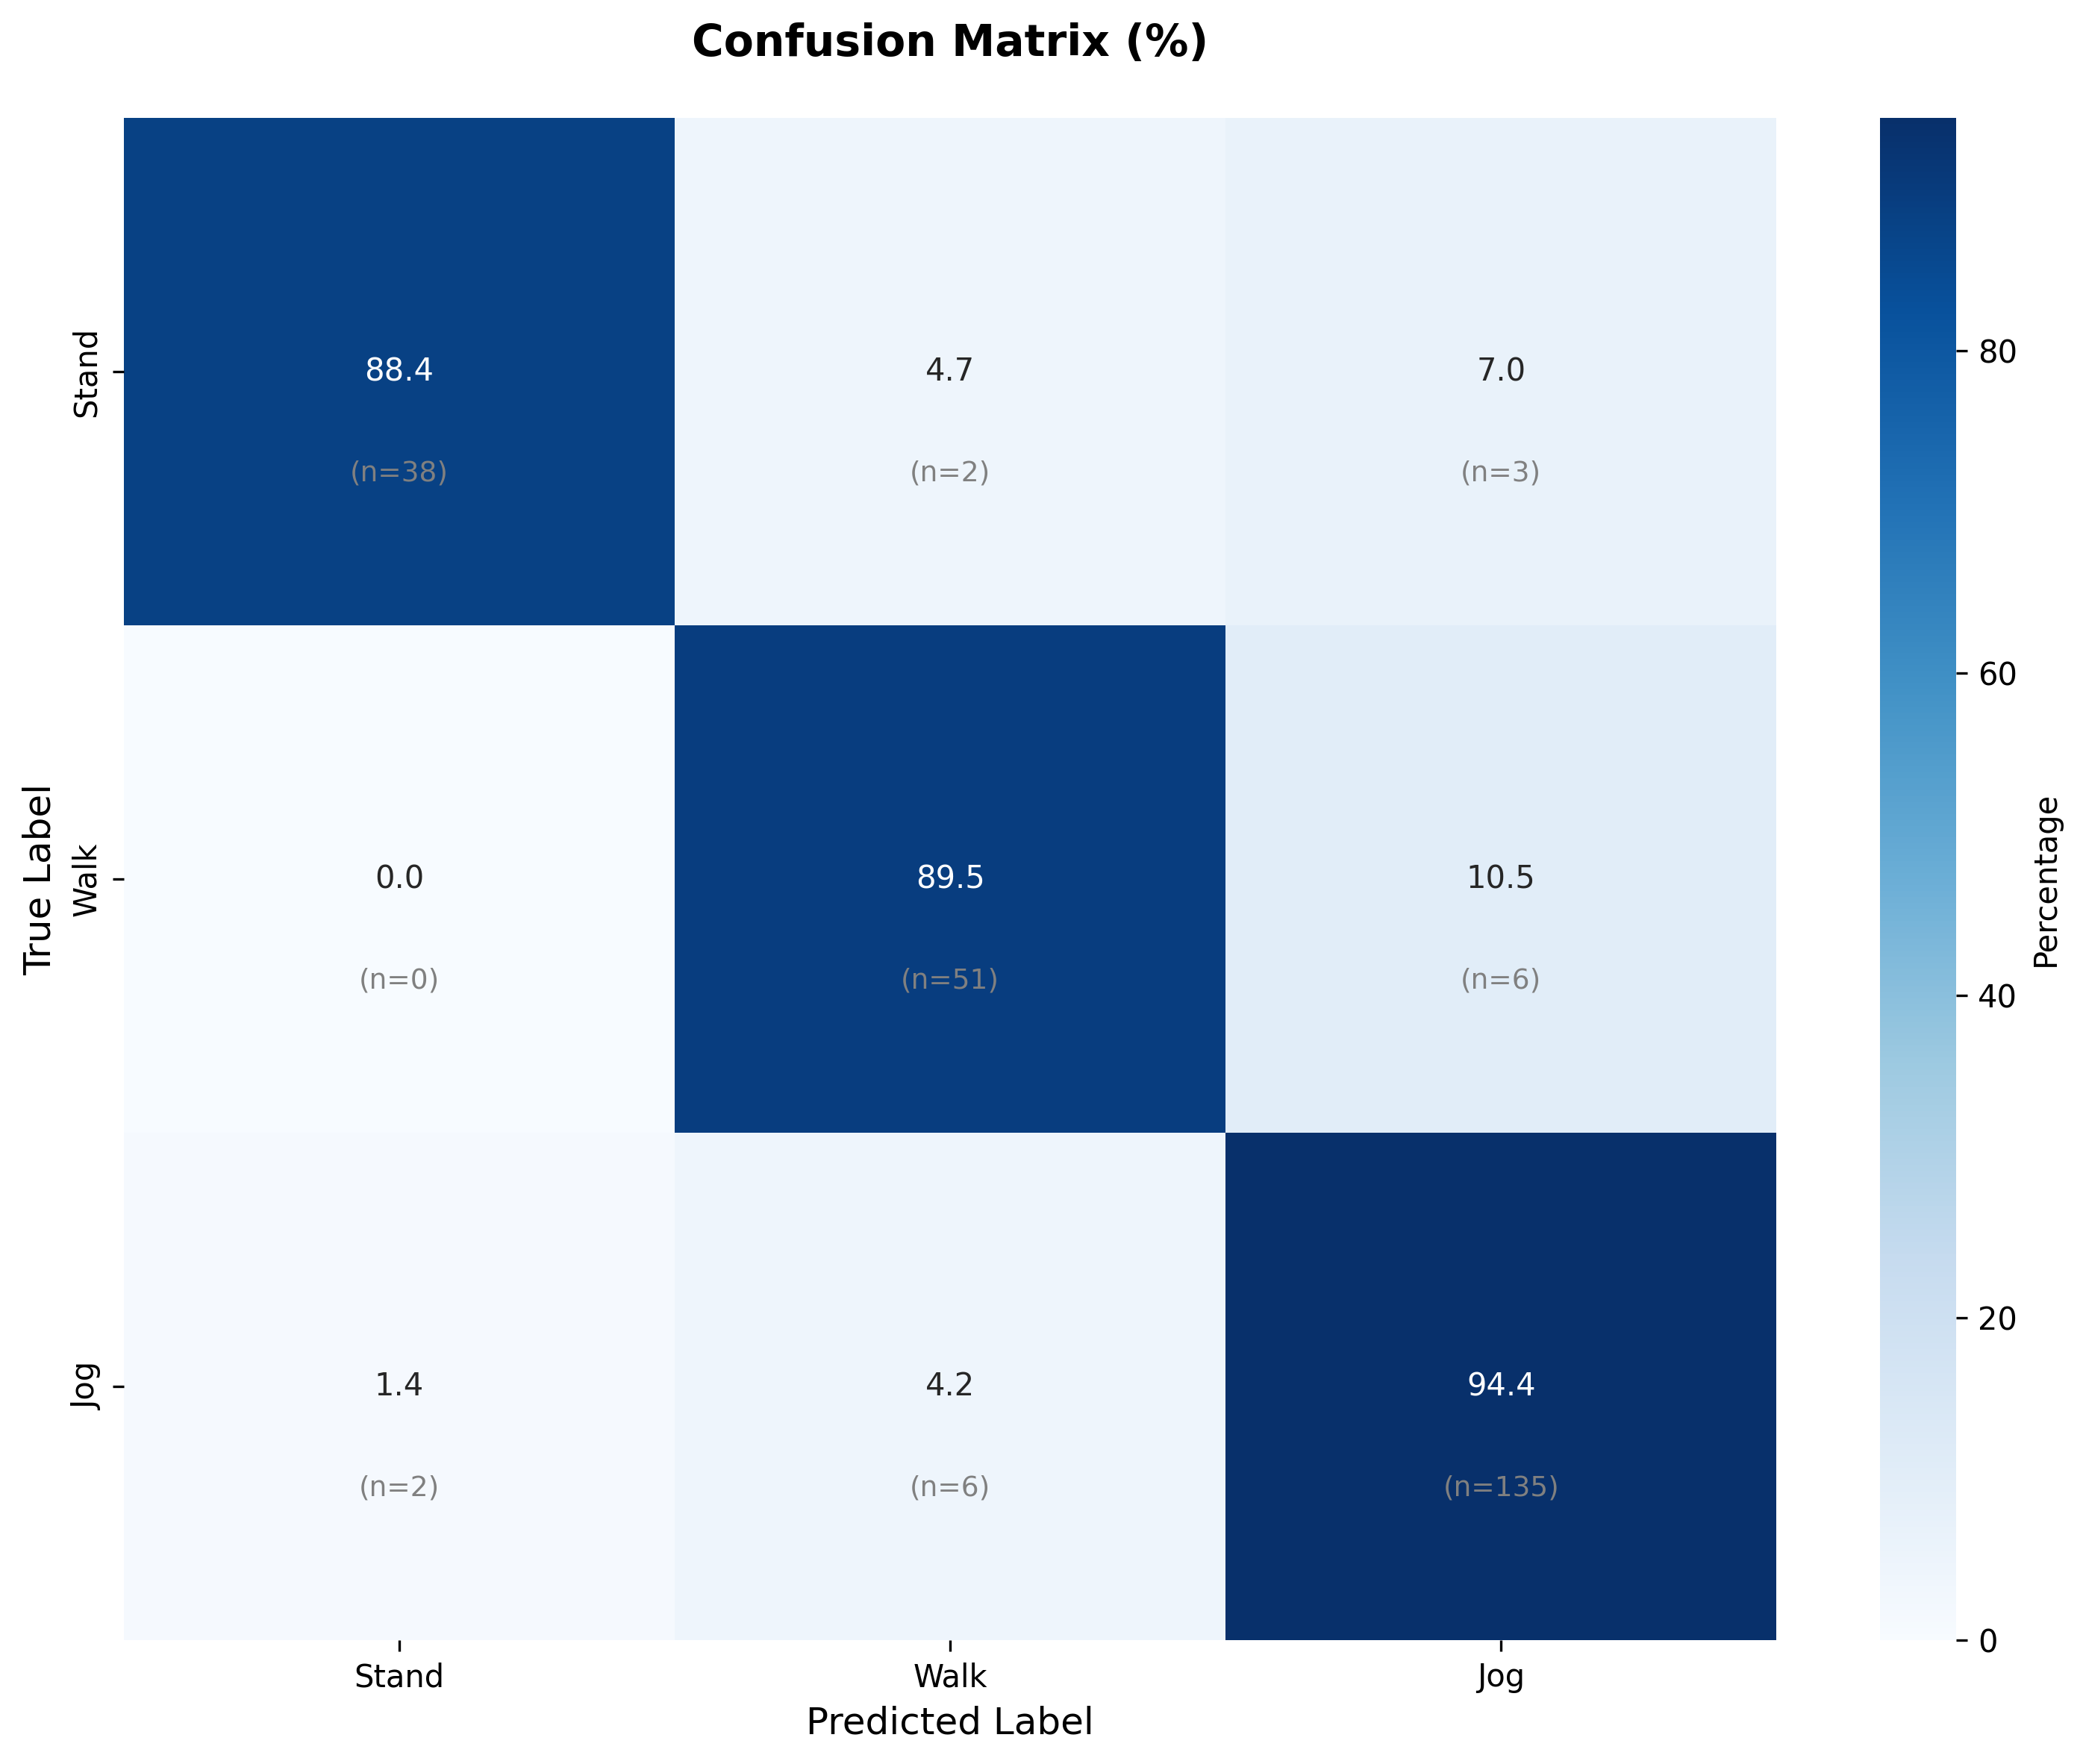 Confusion Matrix (%)
True Label
Stand
88.4
4.7
7.0
(n=38)
(n=2)
(n=3)
Walk
0.0
89.5
10.5
(n=0)
(n=51)
(n=6)
Jog
1.4
4.2
94.4
(n=2)
(n=6)
(n=135)
Stand
Walk
Jog
Predicted Label
80
60
40
20
0
Percentage